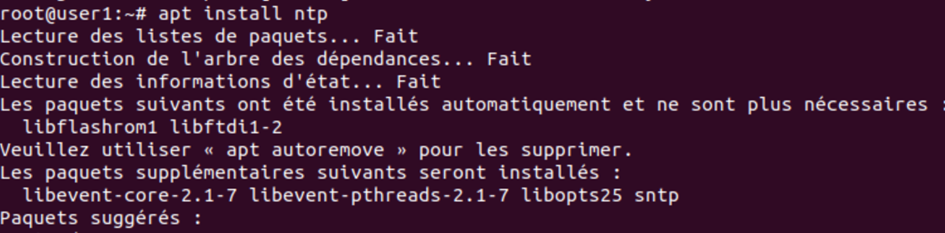 root@user1:~# apt install ntp
Lecture des listes de paquets... Fait
Construction de l'arbre des dépendances... Fait
Lecture des informations d'état... Fait
Les paquets suivants ont été installés automatiquement et ne sont plus nécessaires :
  libflashrom1 libftdi1-2
Veuillez utiliser « apt autoremove » pour les supprimer.
Les paquets supplémentaires suivants seront installés :
  libevent-core-2.1-7 libevent-pthreads-2.1-7 libopts25 sntp
Paquets suggérés :